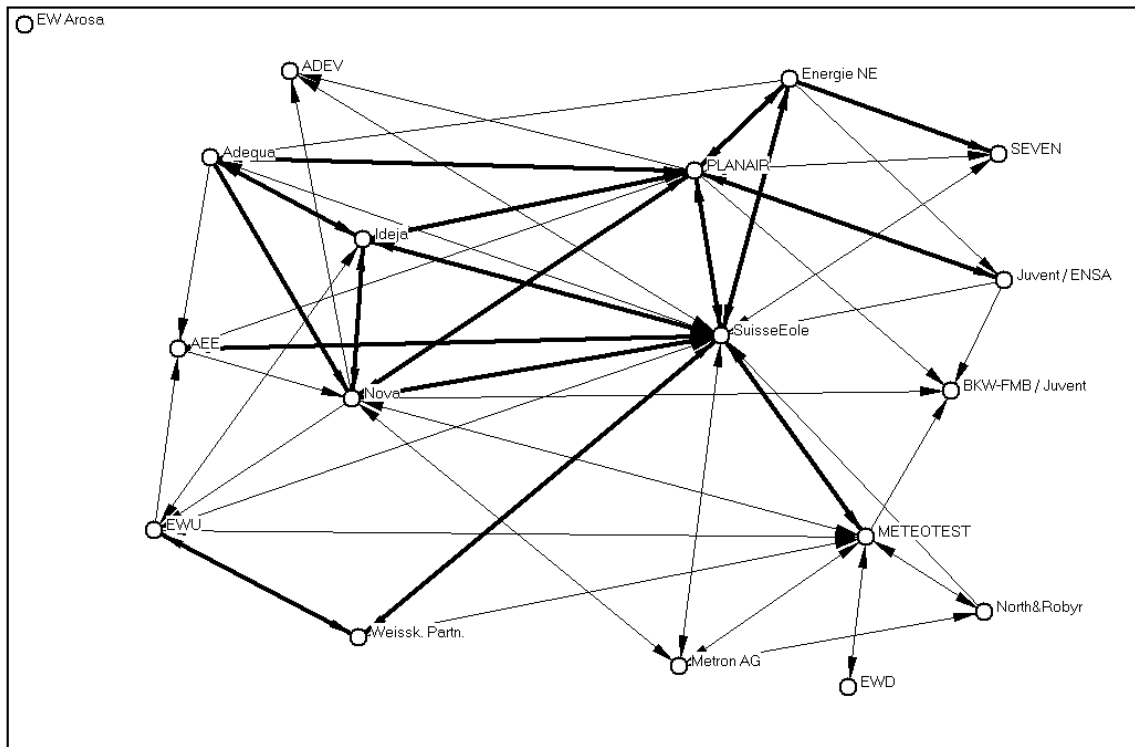 EW Arosa
ADEV
Energie NE
Adequa
SEVEN
PLANAIR
Ideja
Juvent / ENSA
AEE
SuisseEole
Nova
BKW-FMB / Juvent
EWU
METEOTEST
Weissk. Partn.
North&Robyr
Metron AG
EWD